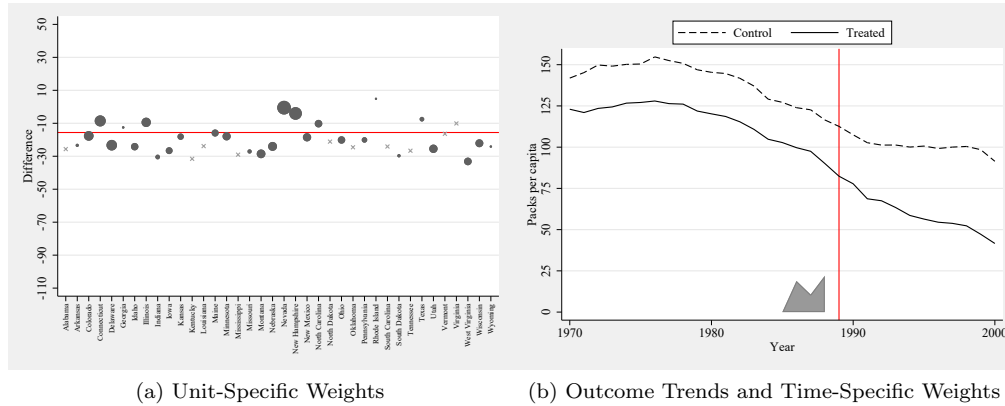 50
30
10
-10
-30
-50
-70
-90
-110
Difference
Alabama
Arkansas
Colorado
Connecticut
Delaware
Georgia
Idaho
Illinois
Indiana
Iowa
Kansas
Kentucky
Louisiana
Maine
Minnesota
Mississippi
Missouri
Montana
Nebraska
Nevada
New Hampshire
New Mexico
North Carolina
North Dakota
Ohio
Oklahoma
Pennsylvania
Rhode Island
South Carolina
South Dakota
Tennessee
Texas
Utah
Vermont
Virginia
West Virginia
Wisconsin
Wyoming
(a) Unit-Specific Weights
Control Treated
150
125
100
75
50
25
0
Packs per capita
1970 1980 1990 2000
Year
(b) Outcome Trends and Time-Specific Weights